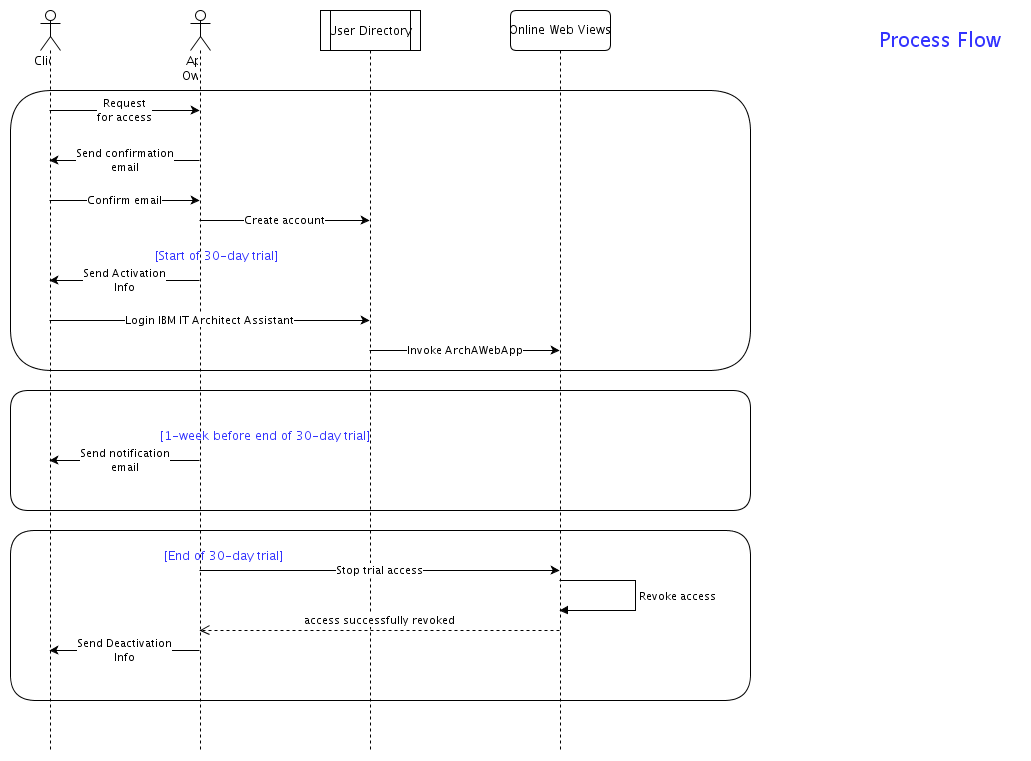 User Directory
Online Web Views
Process Flow
Request
for access
Send confirmation
email
Confirm email
Create account
[Start of 30-day trial]
Send Activation
Info
Login IBM IT Architect Assistant
Invoke ArchAWebApp
[1-week before end of 30-day trial]
Send notification
email
[End of 30-day trial]
Stop trial access
Revoke access
access successfully revoked
Send Deactivation
Info